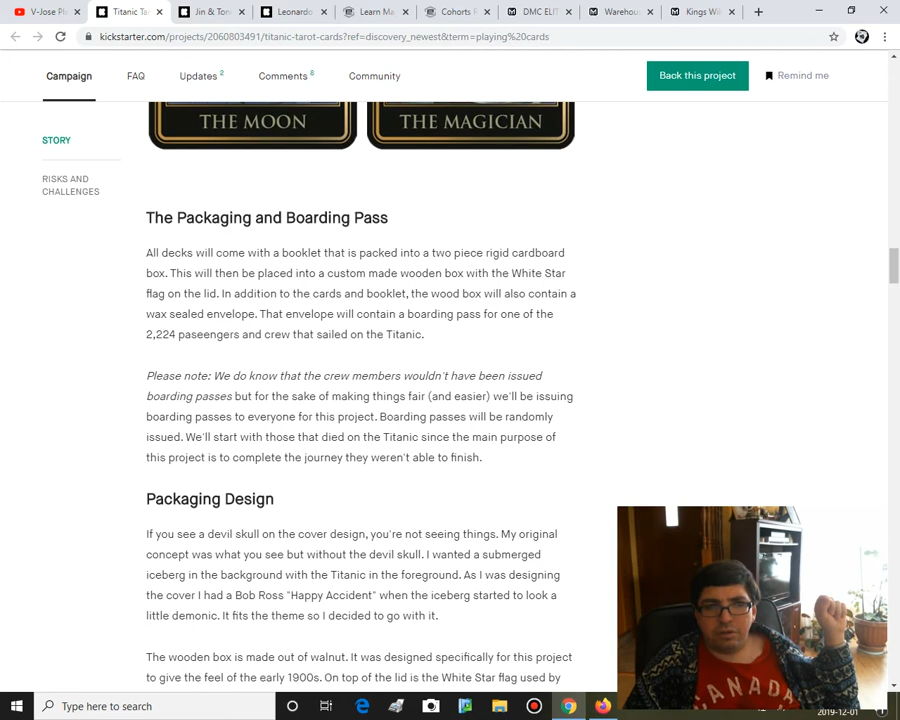 V-Jose Pl
Titanic Ta
Jin & Ton
Leonardo
Learn Ma
Cohorts
DMC ELIT
Warehou
Kings Wi
kickstarter.com/projects/2060803491/titanic-tarot-cards?ref=discovery_newest&term=playing%20cards
Campaign
FAQ
Updates 2
Comments 8
Community
Back this project
Remind me
THE MOON
THE MAGICIAN
STORY
RISKS AND
CHALLENGES
The Packaging and Boarding Pass
All decks will come with a booklet that is packed into a two piece rigid cardboard
box. This will then be placed into a custom made wooden box with the White Star
flag on the lid. In addition to the cards and booklet, the wood box will also contain a
wax sealed envelope. That envelope will contain a boarding pass for one of the
2,224 paseengers and crew that sailed on the Titanic.
Please note: We do know that the crew members wouldn't have been issued
boarding passes but for the sake of making things fair (and easier) we'll be issuing
boarding passes to everyone for this project. Boarding passes will be randomly
issued. We'll start with those that died on the Titanic since the main purpose of
this project is to complete the journey they weren't able to finish.
Packaging Design
If you see a devil skull on the cover design, you're not seeing things. My original
concept was what you see but without the devil skull. I wanted a submerged
iceberg in the background with the Titanic in the foreground. As I was designing
the cover I had a Bob Ross "Happy Accident" when the iceberg started to look a
little demonic. It fits the theme so I decided to go with it.
The wooden box is made out of walnut. It was designed specifically for this project
to give the feel of the early 1900s. On top of the lid is the White Star flag used by
CANADA
Type here to search
2019-12-01